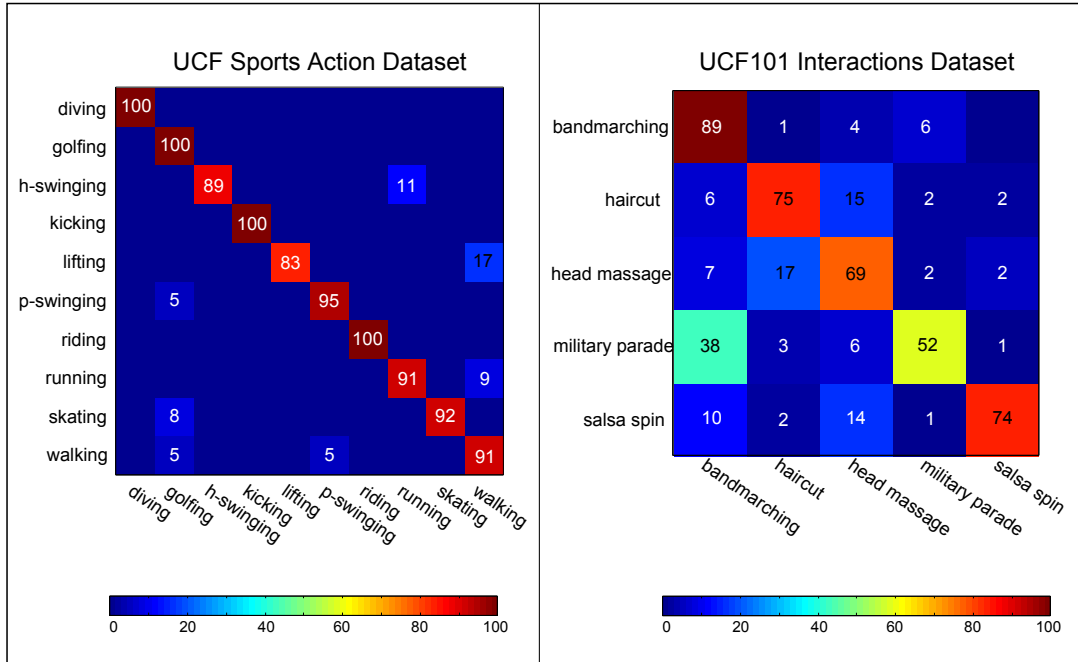 UCF Sports Action Dataset
diving 100
golfing 100
h-swinging 89 11
kicking 100
lifting 83 17
p-swinging 5 95
riding 100
running 91 9
skating 8 92
walking 5 5 91
diving golfing h-swinging kicking lifting p-swinging riding running skating walking
0 20 40 60 80 100
UCF101 Interactions Dataset
bandmarching 89 1 4 6
haircut 6 75 15 2 2
head massage 7 17 69 2 2
military parade 38 3 6 52 1
salsa spin 10 2 14 1 74
bandmarching haircut head massage military parade salsa spin
0 20 40 60 80 100